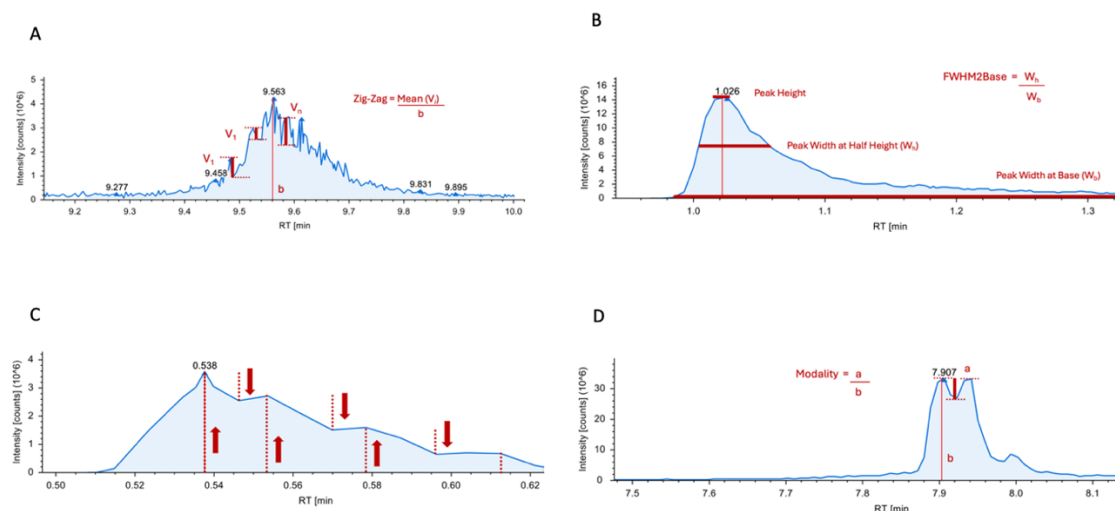 A
Intensity [counts] (10^6)
5
4
3
2
1
0
9.277
9.458
9.563
9.831
9.895
V1
V1
Vn
b
Zig-Zag = Mean (Vi)
b
9.2 9.3 9.4 9.5 9.6 9.7 9.8 9.9 10.0
RT [min
B
Intensity [counts] (10^6)
16
14
12
10
8
6
4
2
0
1.026
Peak Height
FWHM2Base = Wh
Wb
Peak Width at Half Height (Wh)
Peak Width at Base (Wb)
1.0 1.1 1.2 1.3
RT [min
C
Intensity [counts] (10^6)
4
3
2
1
0
0.538
0.50 0.52 0.54 0.56 0.58 0.60 0.62
RT [min
D
Intensity [counts] (10^6)
30
20
10
0
7.907
a
Modality = a
b
b
7.5 7.6 7.7 7.8 7.9 8.0 8.1
RT [min